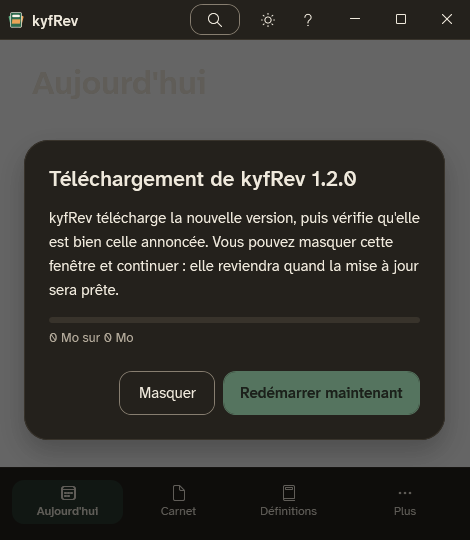 kyfRev
Aujourd'hui
Téléchargement de kyfRev 1.2.0
kyfRev télécharge la nouvelle version, puis vérifie qu'elle
est bien celle annoncée. Vous pouvez masquer cette
fenêtre et continuer : elle reviendra quand la mise à jour
sera prête.
0 Mo sur 0 Mo
Masquer Redémarrer maintenant
Aujourd'hui Carnet Définitions Plus